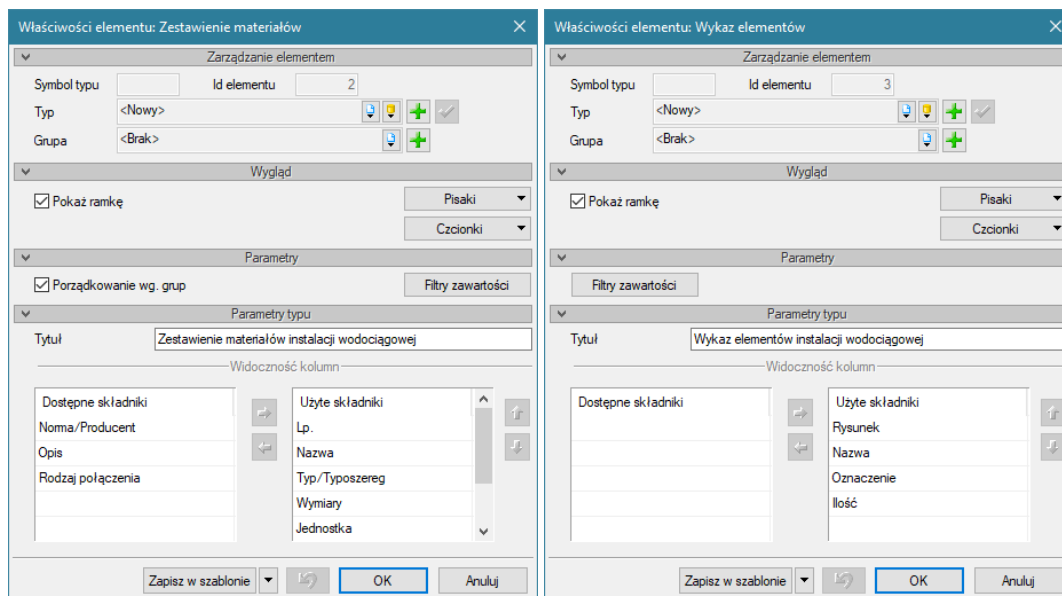 Właściwości elementu: Zestawienie materiałów
Zarządzanie elementem
Symbol typu Id elementu 2
Typ <Nowy>
Grupa <Brak>
Wygląd
Pokaż ramkę Pisaki
Czcionki
Parametry
Porządkowanie wg. grup Filtry zawartości
Parametry typu
Tytuł Zestawienie materiałów instalacji wodociągowej
Widoczność kolumn
Dostępne składniki Użyte składniki
Norma/Producent Lp.
Opis Nazwa
Rodzaj połączenia Typ/Typoszereg
Wymiary
Jednostka
Zapisz w szablonie OK Anuluj
Właściwości elementu: Wykaz elementów
Zarządzanie elementem
Symbol typu Id elementu 3
Typ <Nowy>
Grupa <Brak>
Wygląd
Pokaż ramkę Pisaki
Czcionki
Parametry
Filtry zawartości
Parametry typu
Tytuł Wykaz elementów instalacji wodociągowej
Widoczność kolumn
Dostępne składniki Użyte składniki
Rysunek
Nazwa
Oznaczenie
Ilość
Zapisz w szablonie OK Anuluj